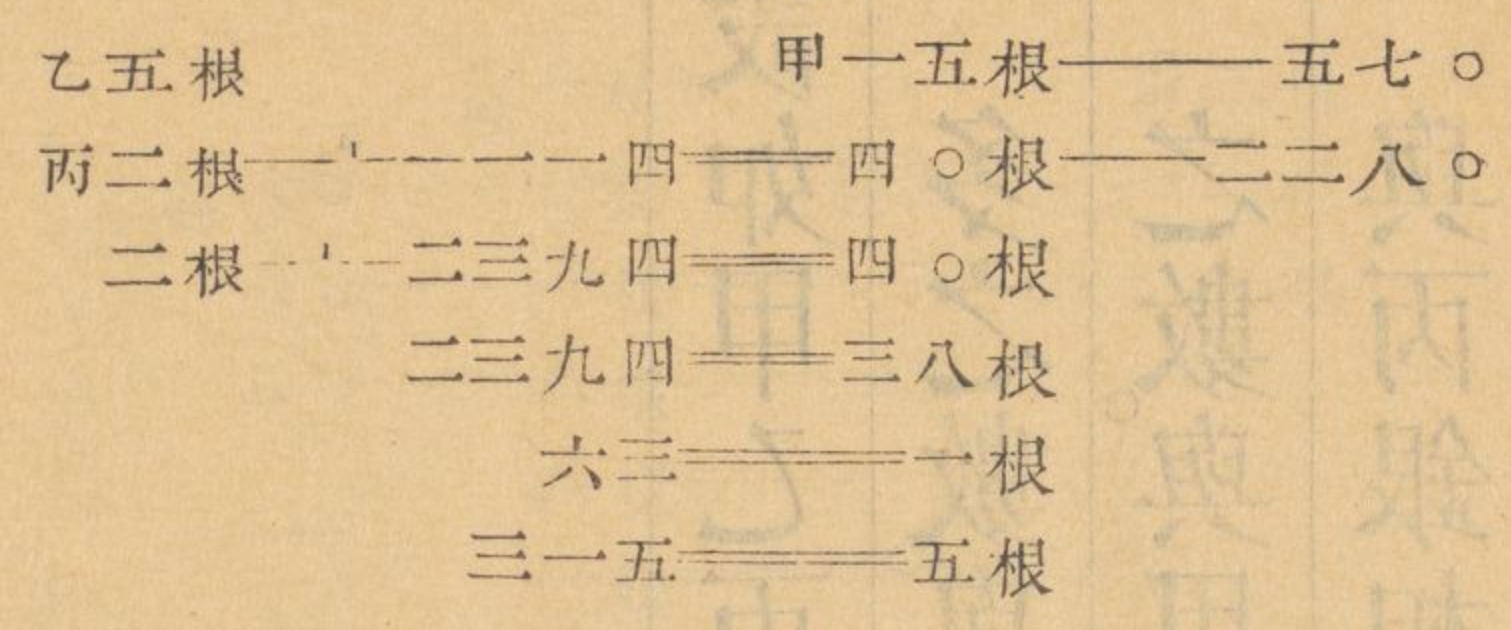 乙五根　甲一五根—五七○
丙二根+一一四=四○根—二二八○
二根+二三九四=四○根
二三九四=三八根
六三=一根
三一五=五根